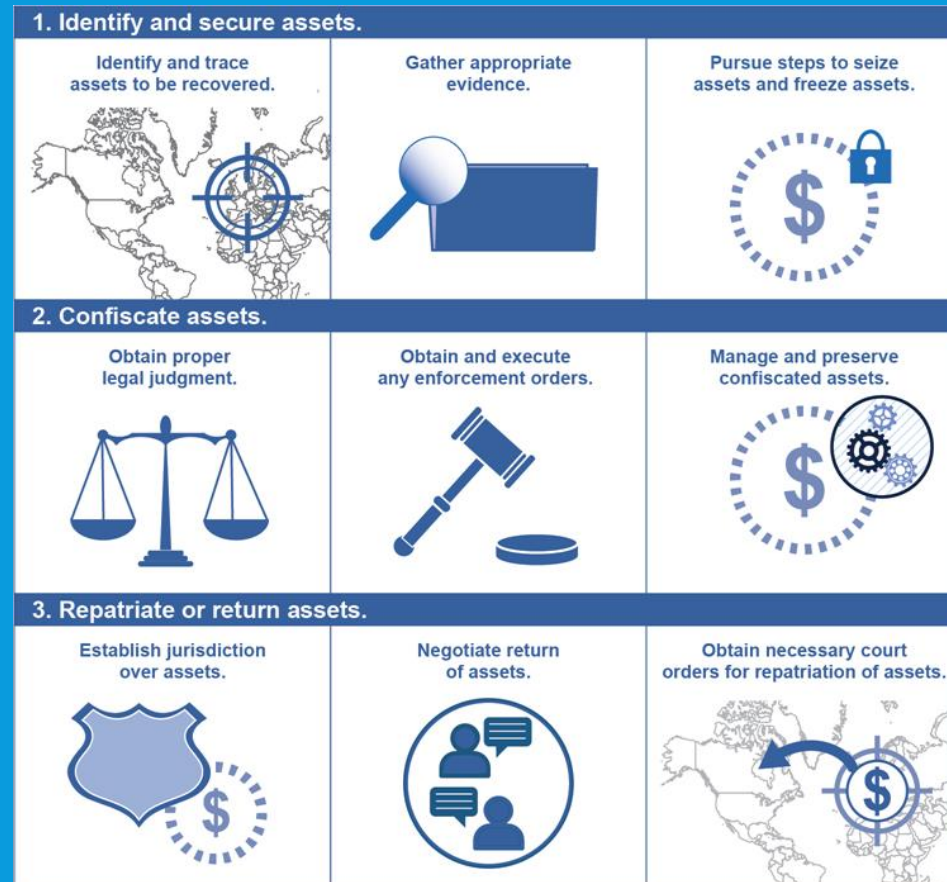 1. Identify and secure assets.
Identify and trace
assets to be recovered.
Gather appropriate
evidence.
Pursue steps to seize
assets and freeze assets.
$
2. Confiscate assets.
Obtain proper
legal judgment.
Obtain and execute
any enforcement orders.
Manage and preserve
confiscated assets.
$
3. Repatriate or return assets.
Establish jurisdiction
over assets.
Negotiate return
of assets.
Obtain necessary court
orders for repatriation of assets.
$
$